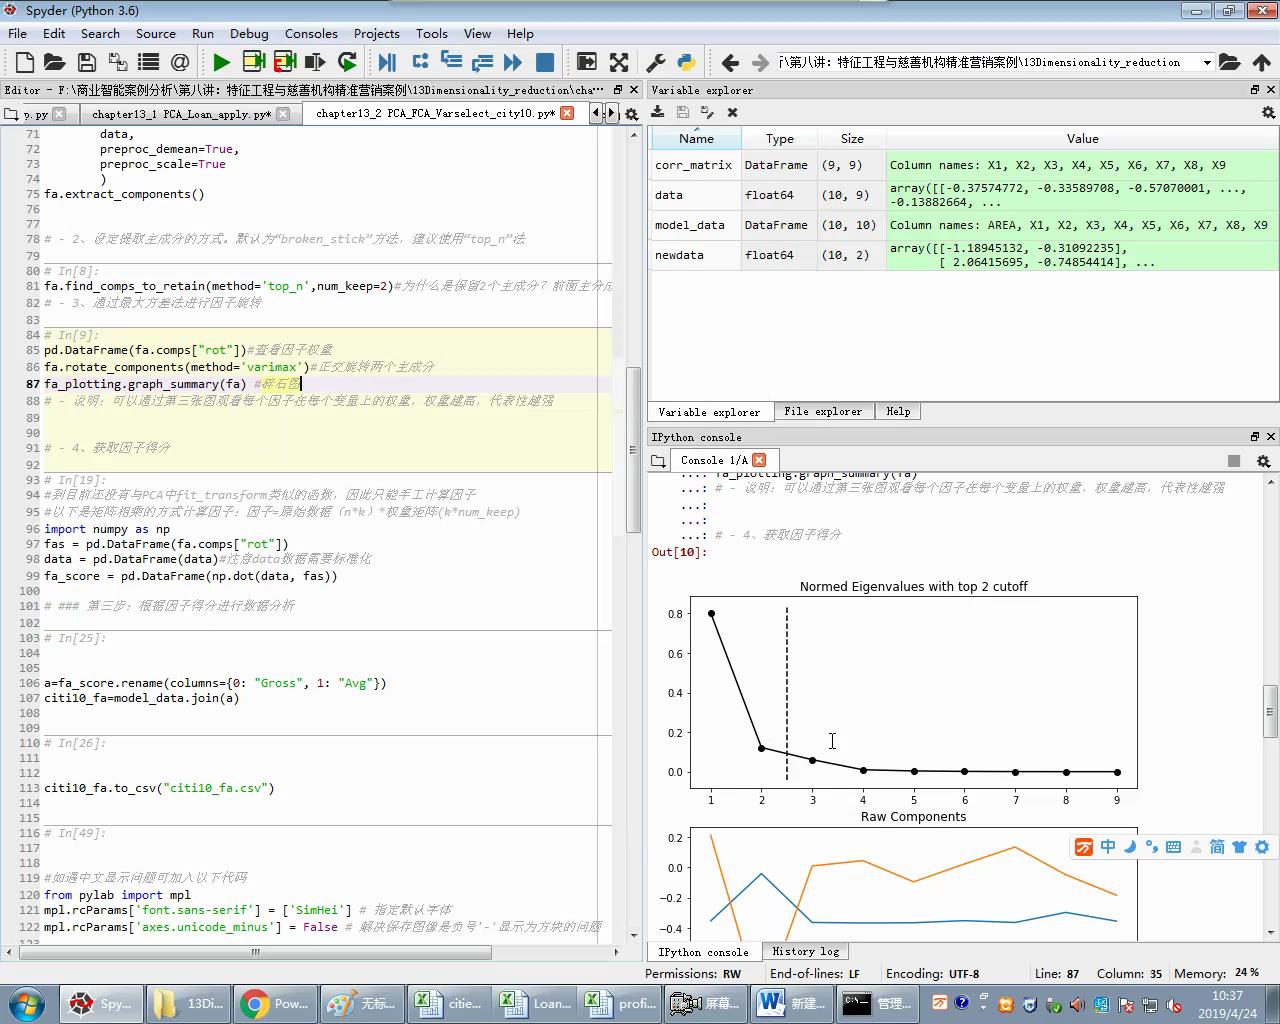 Spyder (Python 3.6)
File Edit Search Source Run Debug Consoles Projects Tools View Help
第八讲：特征工程与慈善机构精准营销案例\13Dimensionality_reduction
Editor - F:\商业智能案例分析\第八讲：特征工程与慈善机构精准营销案例\13Dimensionality_reduction\cha...
p.py chapter13_1 PCA_Loan_apply.py* chapter13_2 PCA_FCA_Varselect_city10.py*
71 data,
72 preproc_demean=True,
73 preproc_scale=True
74 )
75 fa.extract_components()
76
77
78 # - 2、设定提取主成分的方式。默认为“broken_stick”方法，建议使用“top_n”法
79
80 # In[8]:
81 fa.find_comps_to_retain(method='top_n',num_keep=2)#为什么是保留2个主成分？前面主分成
82 # - 3、通过最大方差法进行因子旋转
83
84 # In[9]:
85 pd.DataFrame(fa.comps["rot"])#查看因子权重
86 fa.rotate_components(method='varimax')#正交旋转两个主成分
87 fa_plotting.graph_summary(fa) #碎石图
88 # - 说明：可以通过第三张图观看每个因子在每个变量上的权重，权重越高，代表性越强
89
90
91 # - 4、获取因子得分
92
93 # In[19]:
94 #到目前还没有与PCA中fit_transform类似的函数，因此只能手工计算因子
95 #以下是矩阵相乘的方式计算因子：因子=原始数据（n*k）*权重矩阵(k*num_keep)
96 import numpy as np
97 fas = pd.DataFrame(fa.comps["rot"])
98 data = pd.DataFrame(data)#注意data数据需要标准化
99 fa_score = pd.DataFrame(np.dot(data, fas))
100
101 # ### 第三步：根据因子得分进行数据分析
102
103 # In[25]:
104
105
106 a=fa_score.rename(columns={0: "Gross", 1: "Avg"})
107 citi10_fa=model_data.join(a)
108
109
110 # In[26]:
111
112
113 citi10_fa.to_csv("citi10_fa.csv")
114
115
116 # In[49]:
117
118
119 #如遇中文显示问题可加入以下代码
120 from pylab import mpl
121 mpl.rcParams['font.sans-serif'] = ['SimHei'] # 指定默认字体
122 mpl.rcParams['axes.unicode_minus'] = False # 解决保存图像是负号'-'显示为方块的问题
123
Variable explorer
Name Type Size Value
corr_matrix DataFrame (9, 9) Column names: X1, X2, X3, X4, X5, X6, X7, X8, X9
data float64 (10, 9) array([[-0.37574772, -0.33589708, -0.57070001, ...,
-0.13882664, ...
model_data DataFrame (10, 10) Column names: AREA, X1, X2, X3, X4, X5, X6, X7, X8, X9
newdata float64 (10, 2) array([[-1.18945132, -0.31092235],
[ 2.06415695, -0.74854414], ...
Variable explorer File explorer Help
IPython console
Console 1/A
...: fa_plotting.graph_summary(fa)
...: # - 说明：可以通过第三张图观看每个因子在每个变量上的权重，权重越高，代表性越强
...:
...:
...: # - 4、获取因子得分
Out[10]:
Normed Eigenvalues with top 2 cutoff
0.8
0.6
0.4
0.2
0.0
1 2 3 4 5 6 7 8 9
Raw Components
0.2
0.0
−0.2
−0.4
中 简
IPython console History log
Permissions: RW End-of-lines: LF Encoding: UTF-8 Line: 87 Column: 35 Memory: 24 %
Spy... 13Di... Pow... 无标... citie... Loan... profi... 屏幕... 新建... 管理...
10:37
2019/4/24